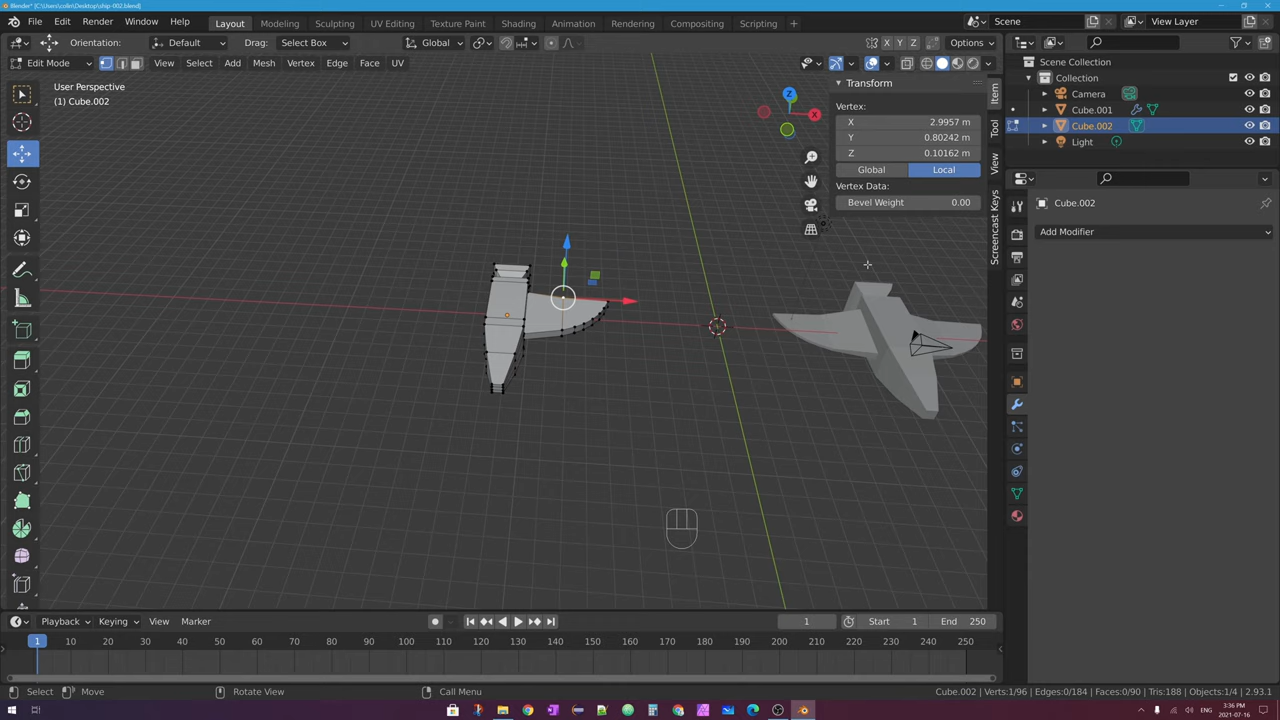 Blender* [C:\Users\colin\Desktop\ship-002.blend]
File Edit Render Window Help Layout Modeling Sculpting UV Editing Texture Paint Shading Animation Rendering Compositing Scripting + Scene View Layer
Orientation: Default Drag: Select Box Global X Y Z Options
Edit Mode View Select Add Mesh Vertex Edge Face UV
User Perspective
(1) Cube.002
Z
X
Transform
Vertex:
X 2.9957 m
Y 0.80242 m
Z 0.10162 m
Global Local
Vertex Data:
Bevel Weight 0.00
Item
Tool
View
Screencast Keys
Scene Collection
Collection
Camera
Cube.001
Cube.002
Light
Cube.002
Add Modifier
Playback Keying View Marker 1 Start 1 End 250
1 10 20 30 40 50 60 70 80 90 100 110 120 130 140 150 160 170 180 190 200 210 220 230 240 250
Select Move Rotate View Call Menu Cube.002 | Verts:1/96 | Edges:0/184 | Faces:0/90 | Tris:188 | Objects:1/4 | 2.93.1
3:36 PM
2021-07-16